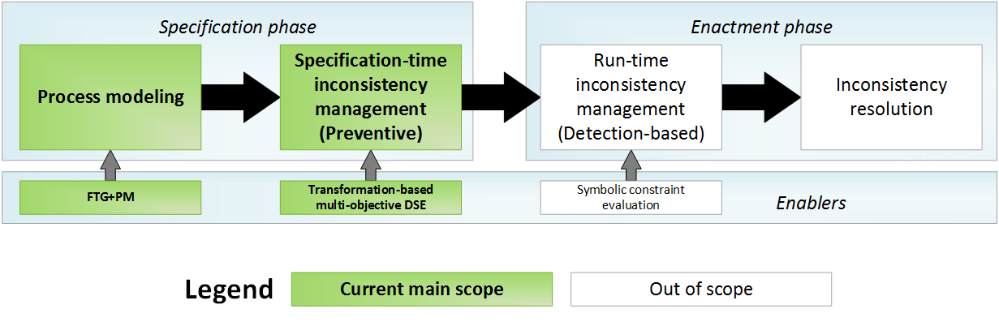 Specification phase
Enactment phase
Process modeling
Specification-time
inconsistency
management
(Preventive)
Run-time
inconsistency
management
(Detection-based)
Inconsistency
resolution
FTG+PM
Transformation-based
multi-objective DSE
Symbolic constraint
evaluation
Enablers
Legend
Current main scope
Out of scope